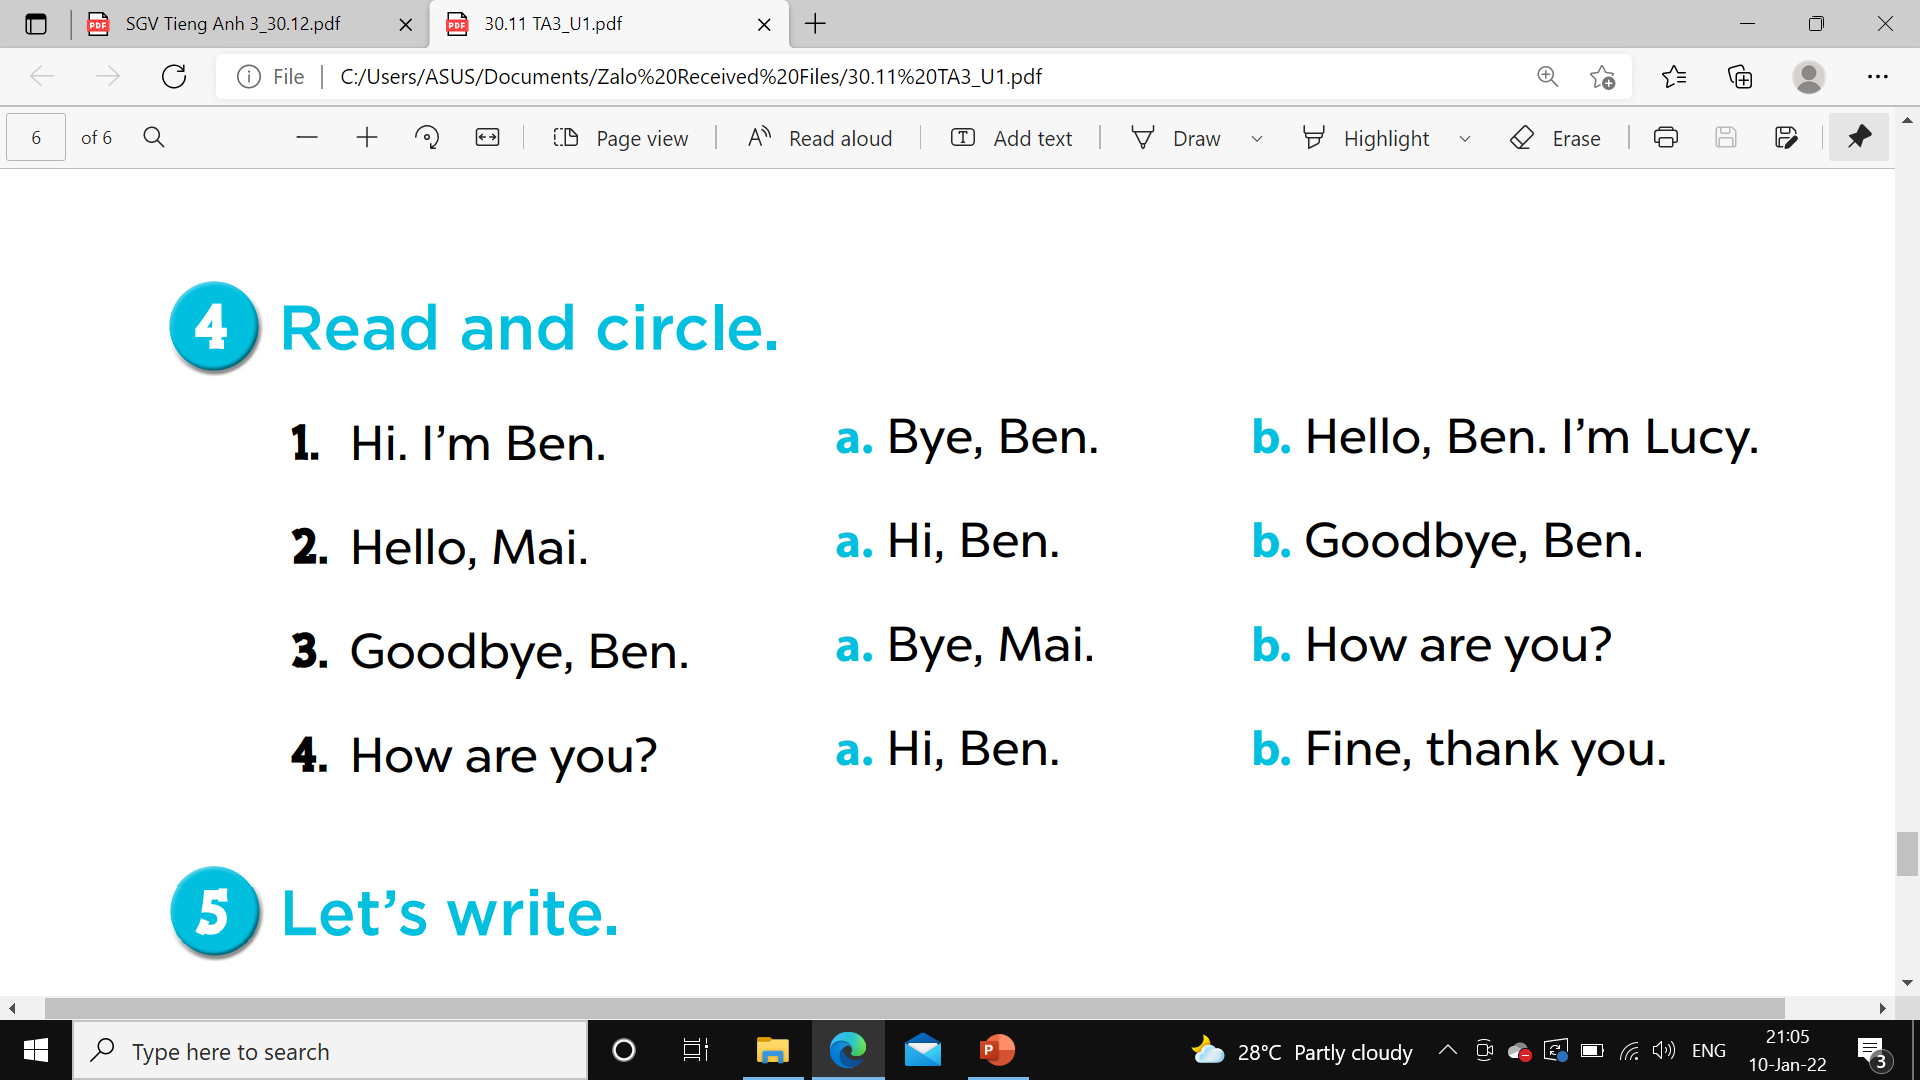 SGV Tieng Anh 3_30.12.pdf
30.11 TA3_U1.pdf
File
C:/Users/ASUS/Documents/Zalo%20Received%20Files/30.11%20TA3_U1.pdf
6 of 6
Page view
Read aloud
Add text
Draw
Highlight
Erase
4 Read and circle.
1. Hi. I'm Ben. a. Bye, Ben. b. Hello, Ben. I'm Lucy.
2. Hello, Mai. a. Hi, Ben. b. Goodbye, Ben.
3. Goodbye, Ben. a. Bye, Mai. b. How are you?
4. How are you? a. Hi, Ben. b. Fine, thank you.
5 Let's write.
Type here to search
28°C Partly cloudy
ENG
21:05
10-Jan-22
3